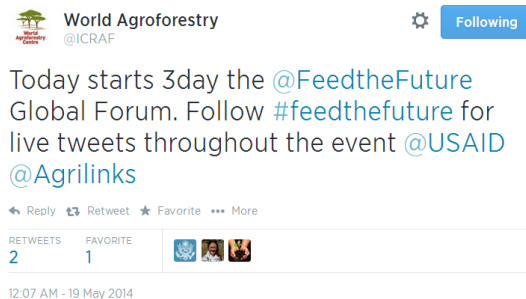 World Agroforestry
@ICRAF
World
Agroforestry
Centre
Following
Today starts 3day the @FeedtheFuture
Global Forum. Follow #feedthefuture for
live tweets throughout the event @USAID
@Agrilinks
Reply Retweet Favorite More
RETWEETS FAVORITE
2 1
12:07 AM - 19 May 2014